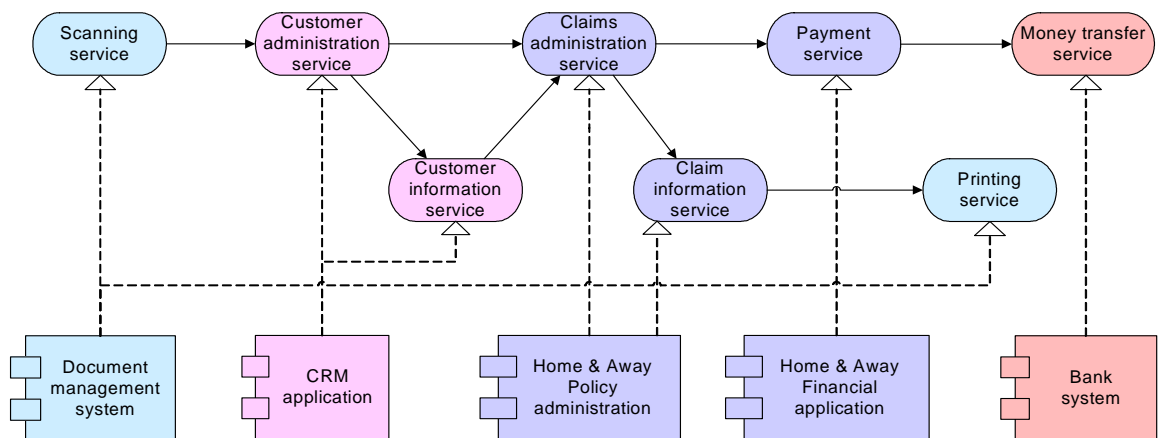 Scanning
service
Customer
administration
service
Claims
administration
service
Payment
service
Money transfer
service
Customer
information
service
Claim
information
service
Printing
service
Document
management
system
CRM
application
Home & Away
Policy
administration
Home & Away
Financial
application
Bank
system